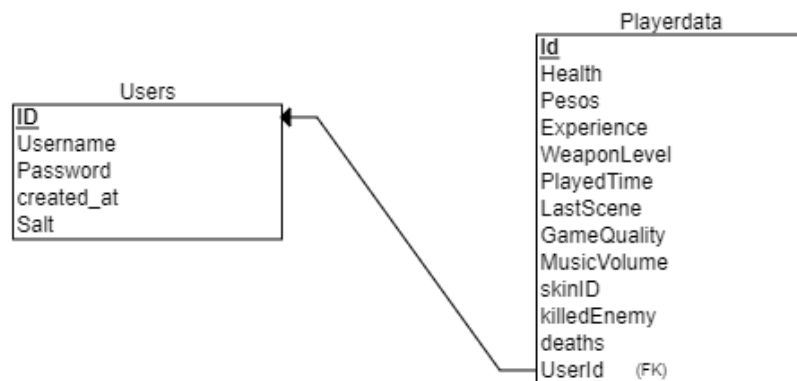 Users
ID
Username
Password
created_at
Salt
Playerdata
Id
Health
Pesos
Experience
WeaponLevel
PlayedTime
LastScene
GameQuality
MusicVolume
skinID
killedEnemy
deaths
UserId (FK)